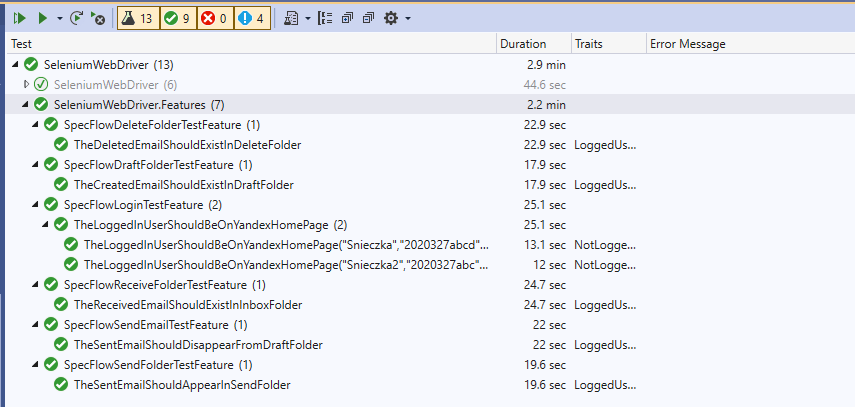 13 9 0 4
Test Duration Traits Error Message
SeleniumWebDriver (13) 2.9 min
SeleniumWebDriver (6) 44.6 sec
SeleniumWebDriver.Features (7) 2.2 min
SpecFlowDeleteFolderTestFeature (1) 22.9 sec
TheDeletedEmailShouldExistInDeleteFolder 22.9 sec LoggedUs...
SpecFlowDraftFolderTestFeature (1) 17.9 sec
TheCreatedEmailShouldExistInDraftFolder 17.9 sec LoggedUs...
SpecFlowLoginTestFeature (2) 25.1 sec
TheLoggedInUserShouldBeOnYandexHomePage (2) 25.1 sec
TheLoggedInUserShouldBeOnYandexHomePage("Snieczka","2020327abcd"... 13.1 sec NotLogge...
TheLoggedInUserShouldBeOnYandexHomePage("Snieczka2","2020327abc"... 12 sec NotLogge...
SpecFlowReceiveFolderTestFeature (1) 24.7 sec
TheReceivedEmailShouldExistInInboxFolder 24.7 sec LoggedUs...
SpecFlowSendEmailTestFeature (1) 22 sec
TheSentEmailShouldDisappearFromDraftFolder 22 sec LoggedUs...
SpecFlowSendFolderTestFeature (1) 19.6 sec
TheSentEmailShouldAppearInSendFolder 19.6 sec LoggedUs...